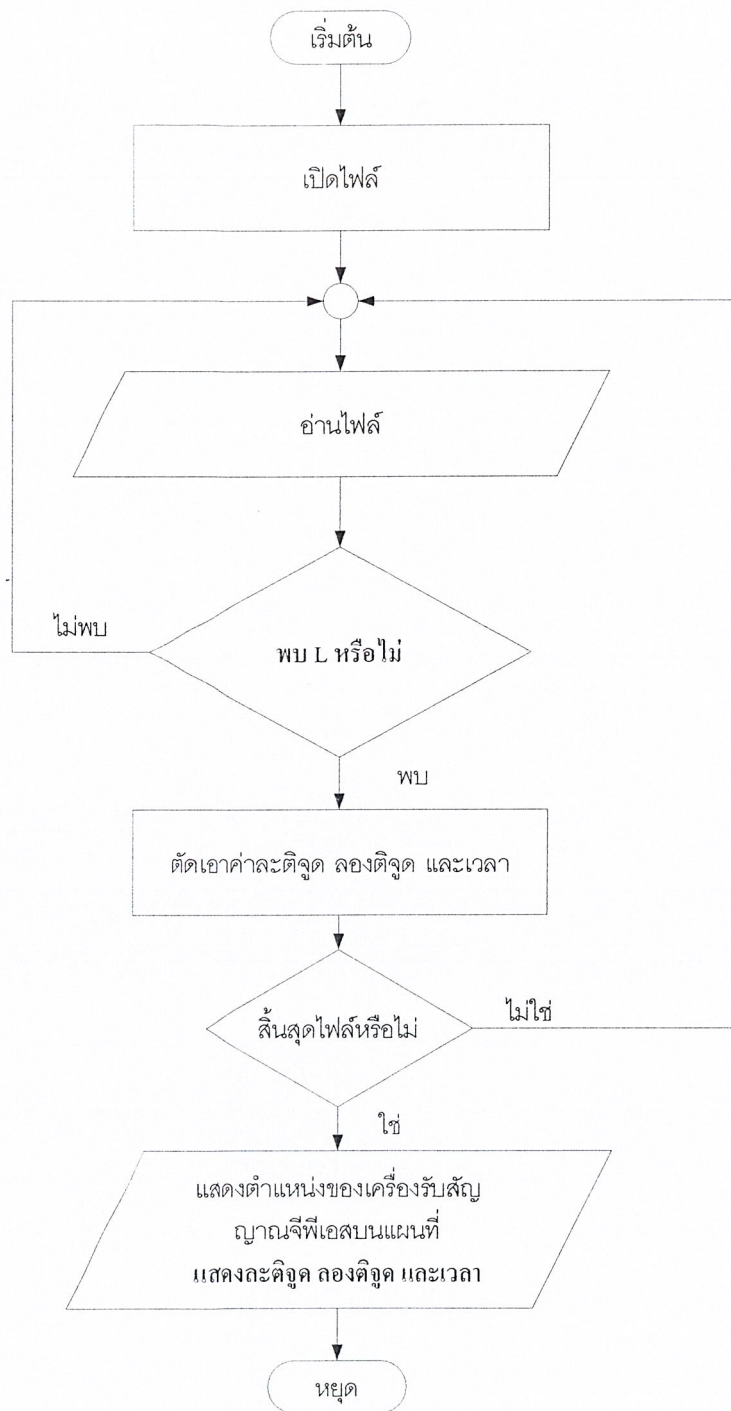 เริ่มต้น
เปิดไฟล์
อ่านไฟล์
ไม่พบ
พบ L หรือไม่
พบ
ตัดเอาค่าละติจูด ลองติจูด และเวลา
สิ้นสุดไฟล์หรือไม่
ไม่ใช่
ใช่
แสดงตำแหน่งของเครื่องรับสัญ
ญาณจีพีเอสบนแผนที่
แสดงละติจูด ลองติจูด และเวลา
หยุด